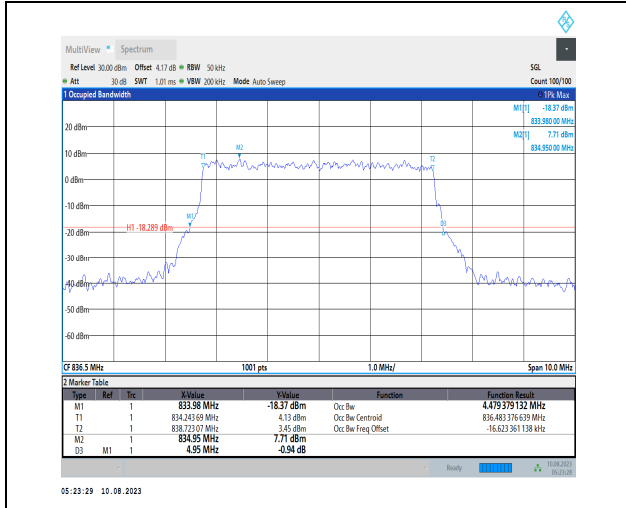 MultiView Spectrum
Ref Level 30.00 dBm Offset 4.17 dB RBW 50 kHz SGL
Att 30 dB SWT 1.01 ms VBW 200 kHz Mode Auto Sweep Count 100/100
1 Occupied Bandwidth 1Pk Max
M1[1] -18.37 dBm
833.980 00 MHz
M2[1] 7.71 dBm
834.950 00 MHz
20 dBm
10 dBm
T1 M2 T2
0 dBm
-10 dBm
M1
D3
H1 -18.289 dBm
-20 dBm
-30 dBm
-40 dBm
-50 dBm
-60 dBm
CF 836.5 MHz 1001 pts 1.0 MHz/ Span 10.0 MHz
2 Marker Table
Type Ref Trc X-Value Y-Value Function Function Result
M1 1 833.98 MHz -18.37 dBm Occ Bw 4.479 379 132 MHz
T1 1 834.243 69 MHz 4.13 dBm Occ Bw Centroid 836.483 376 639 MHz
T2 1 838.723 07 MHz 3.45 dBm Occ Bw Freq Offset -16.623 361 138 kHz
M2 1 834.95 MHz 7.71 dBm
D3 M1 1 4.95 MHz -0.94 dB
Ready 10.08.2023
05:23:28
05:23:29 10.08.2023